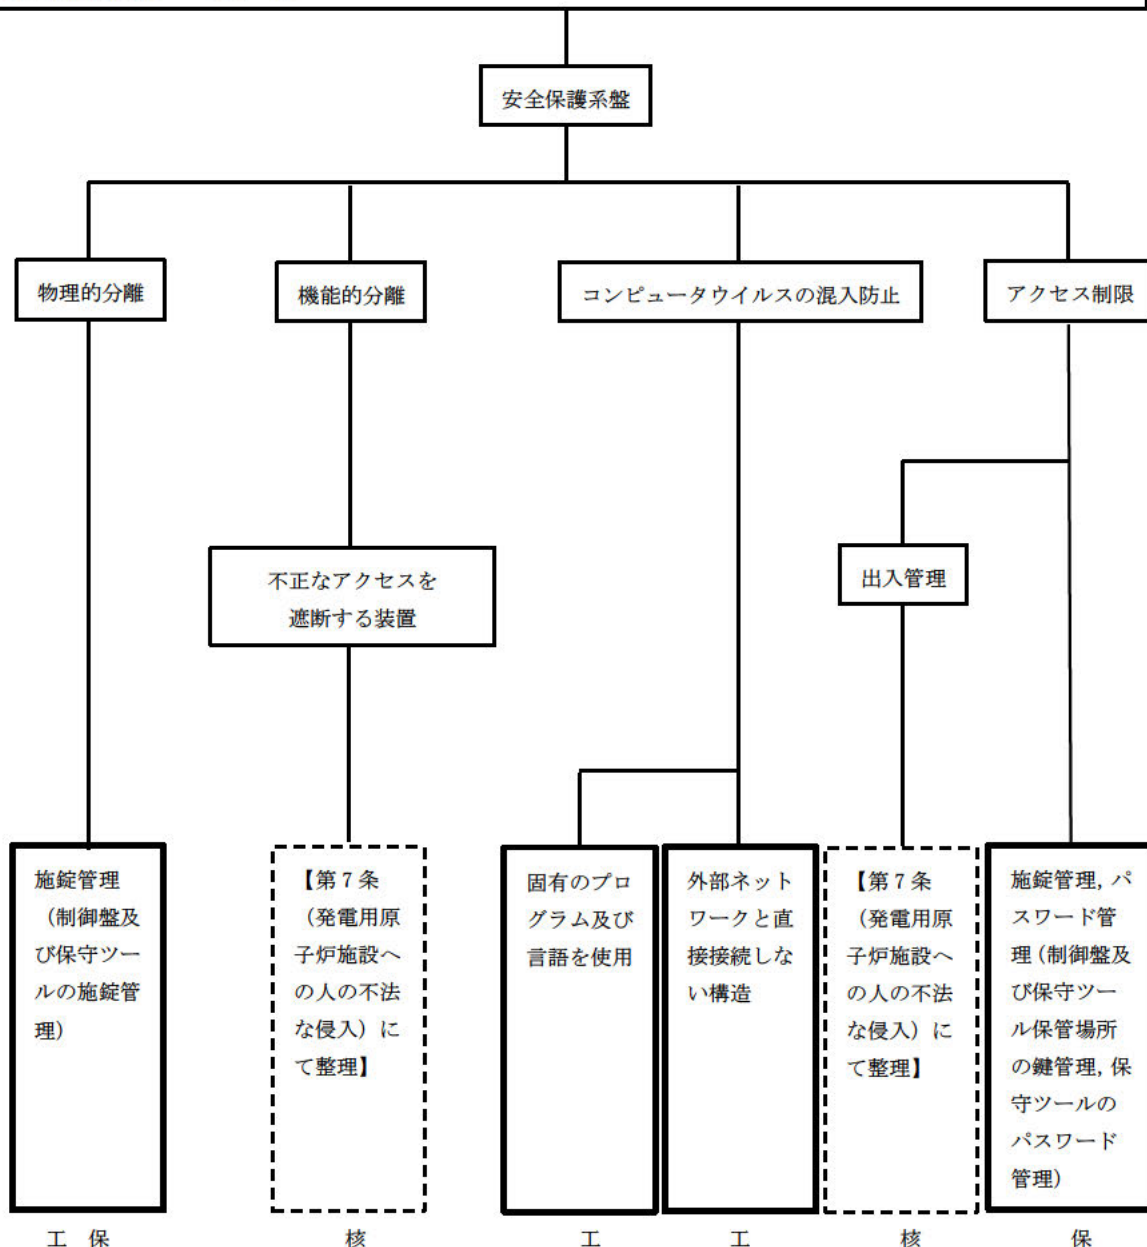 安全保護系盤
物理的分離
機能的分離
コンピュータウイルスの混入防止
アクセス制限
不正なアクセスを
遮断する装置
出入管理
施錠管理
（制御盤及
び保守ツー
ルの施錠管
理）
【第７条
（発電用原
子炉施設へ
の人の不法
な侵入）に
て整理】
固有のプロ
グラム及び
言語を使用
外部ネット
ワークと直
接接続しな
い構造
【第７条
（発電用原
子炉施設へ
の人の不法
な侵入）に
て整理】
施錠管理，パ
スワード管
理（制御盤及
び保守ツー
ル保管場所
の鍵管理，保
守ツールの
パスワード
管理）
工　保
核
工
工
核
保